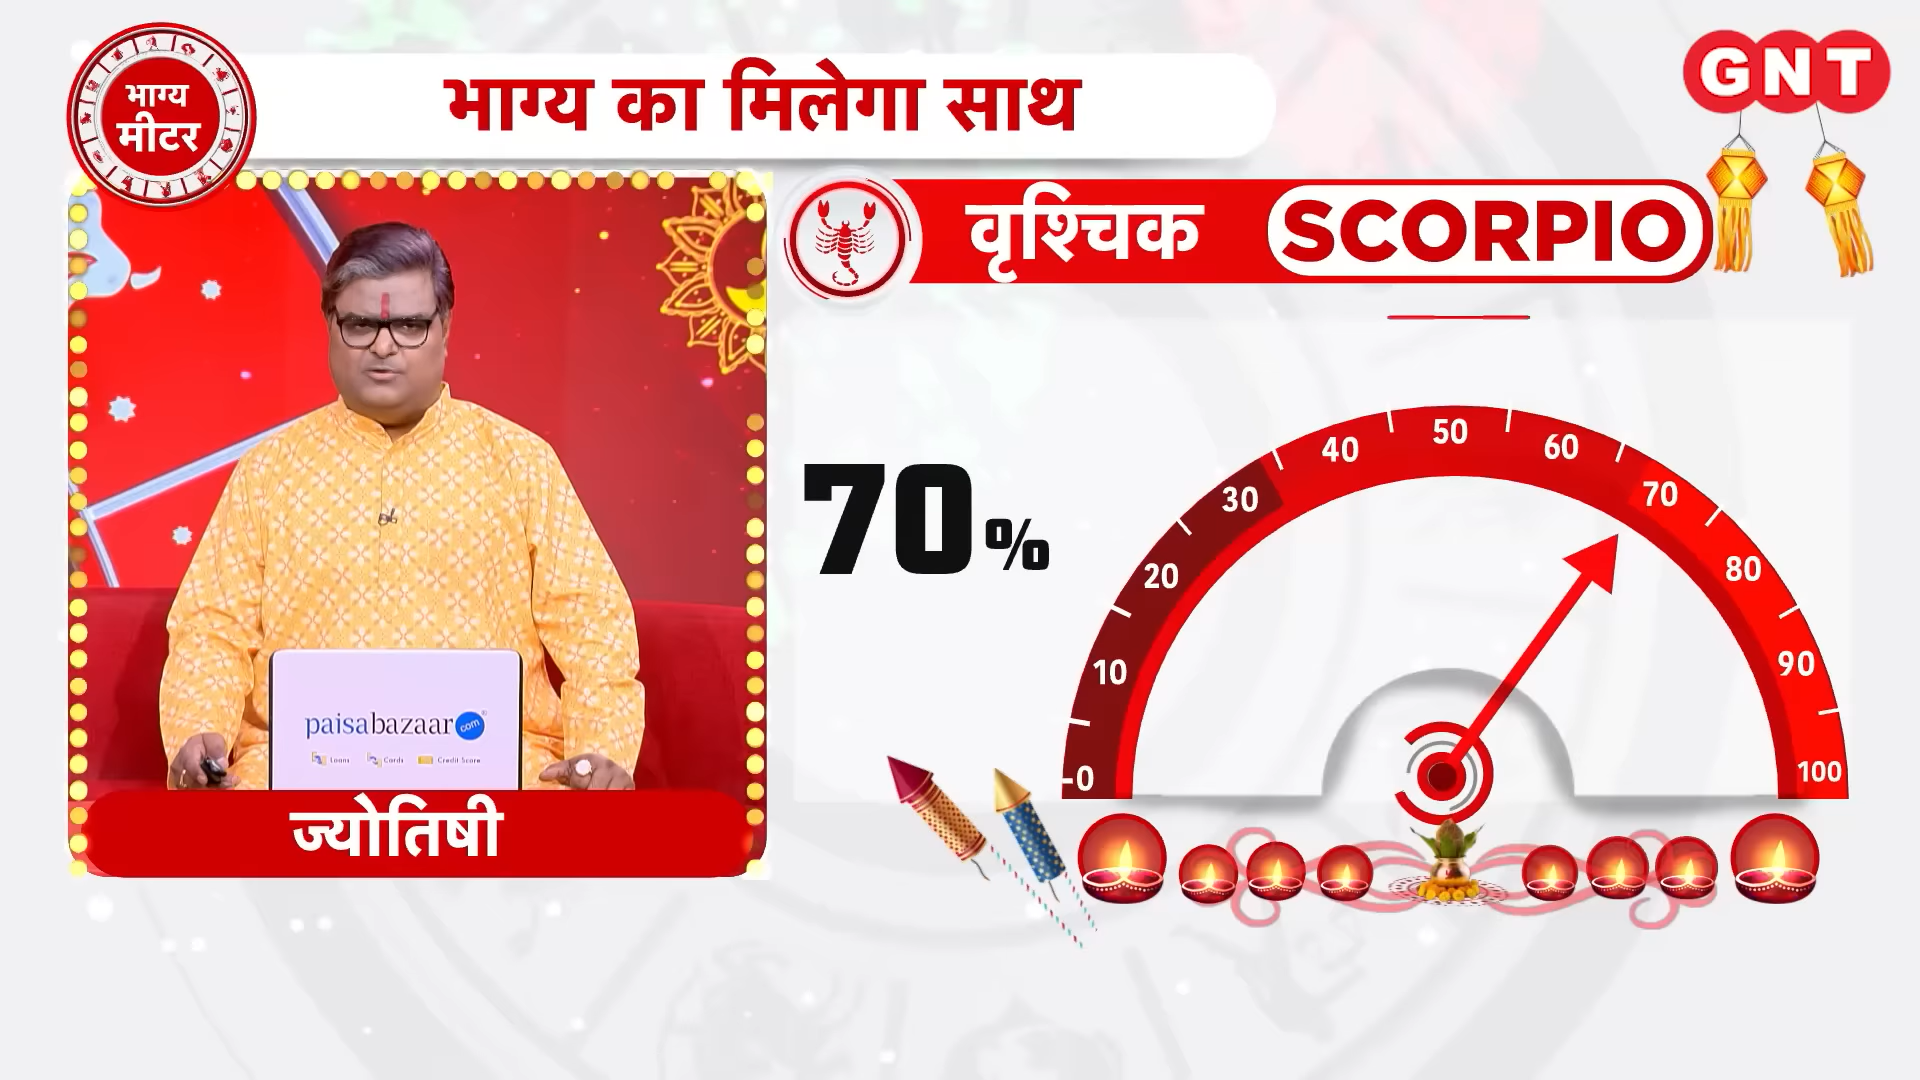 भाग्य
मीटर
भाग्य का मिलेगा साथ
GNT
वृश्चिक
SCORPIO
70%
0
10
20
30
40
50
60
70
80
90
100
paisabazaar.com
Loans Cards Credit Score
ज्योतिषी